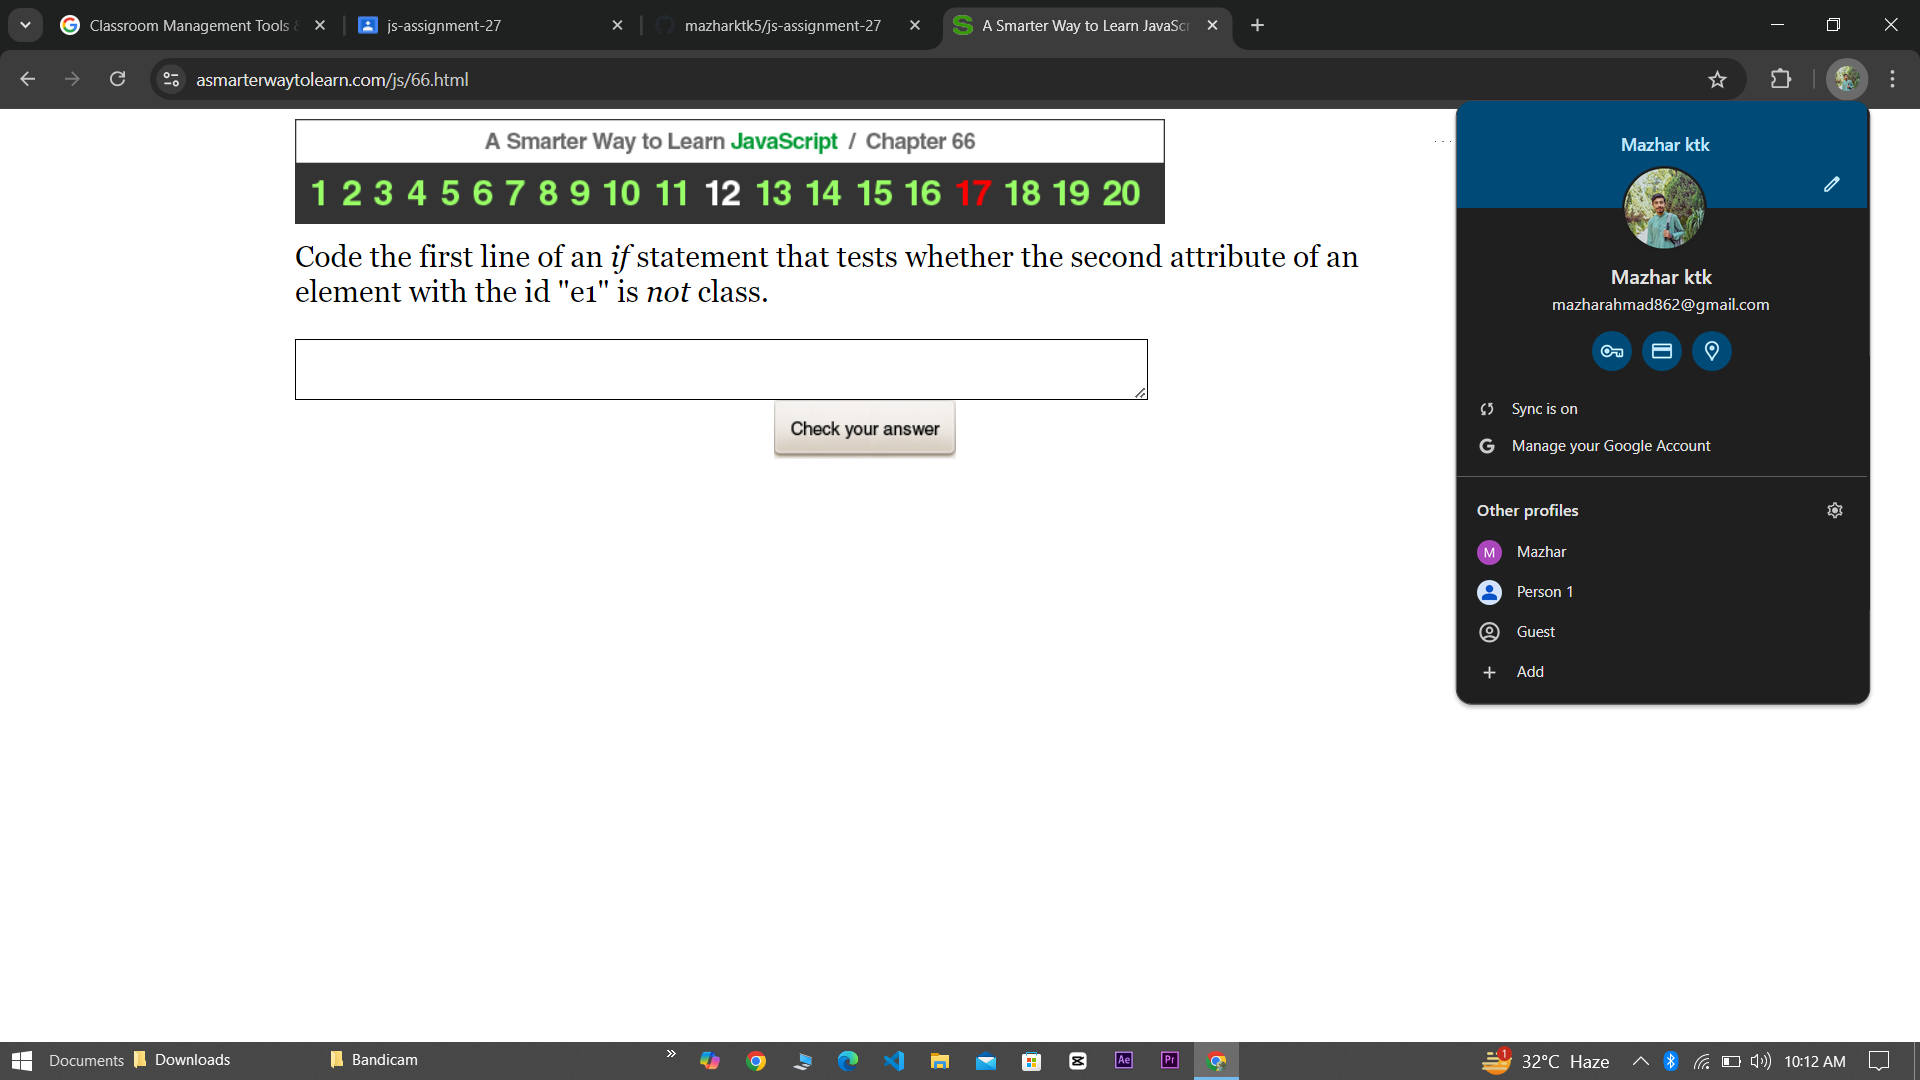 Classroom Management Tools &
js-assignment-27
mazharktk5/js-assignment-27
A Smarter Way to Learn JavaScr
asmarterwaytolearn.com/js/66.html
A Smarter Way to Learn JavaScript / Chapter 66
1 2 3 4 5 6 7 8 9 10 11 12 13 14 15 16 17 18 19 20
Code the first line of an if statement that tests whether the second attribute of an
element with the id "e1" is not class.
Check your answer
Mazhar ktk
Mazhar ktk
mazharahmad862@gmail.com
Sync is on
Manage your Google Account
Other profiles
M Mazhar
Person 1
Guest
Add
Documents
Downloads
Bandicam
Ae
Pr
1
32°C Haze
10:12 AM